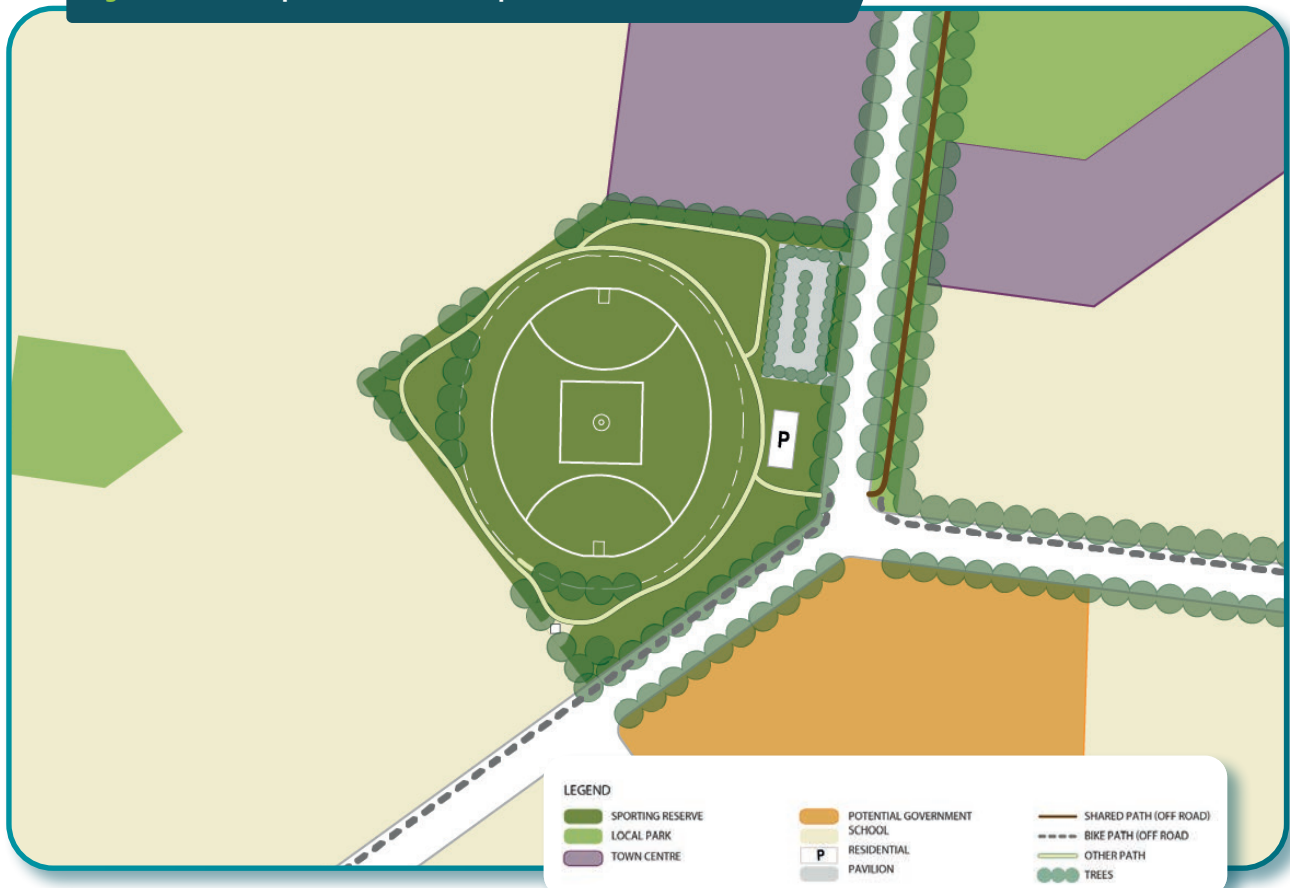 P
LEGEND
SPORTING RESERVE
LOCAL PARK
TOWN CENTRE
POTENTIAL GOVERNMENT
SCHOOL
P
RESIDENTIAL
PAVILION
SHARED PATH (OFF ROAD)
BIKE PATH (OFF ROAD
OTHER PATH
TREES